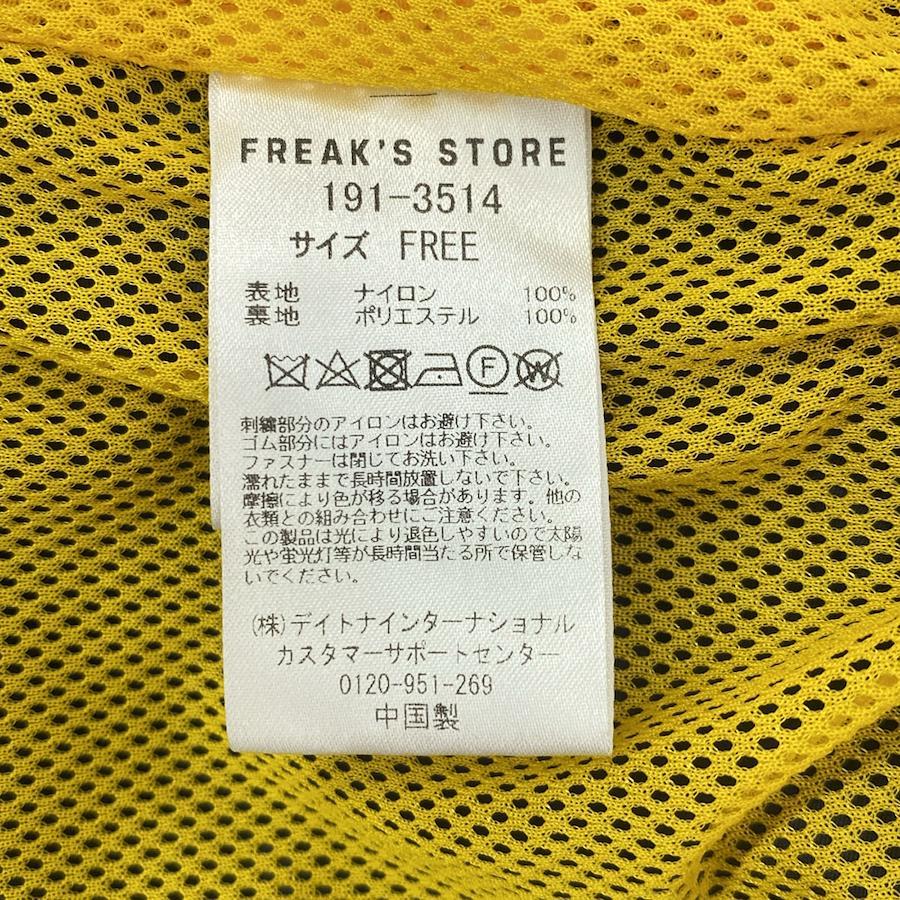 FREAK'S STORE
191-3514
サイズ FREE
表地 ナイロン 100%
裏地 ポリエステル 100%
F W
刺繍部分のアイロンはお避け下さい。
ゴム部分にはアイロンはお避け下さい。
ファスナーは閉じてお洗い下さい。
濡れたままで長時間放置しないで下さい。
摩擦により色が移る場合があります。他の
衣類との組み合わせにご注意ください。
この製品は光により退色しやすいので太陽
光や蛍光灯等が長時間当たる所で保管しな
いでください。
(株)デイトナインターナショナル
カスタマーサポートセンター
0120-951-269
中国製